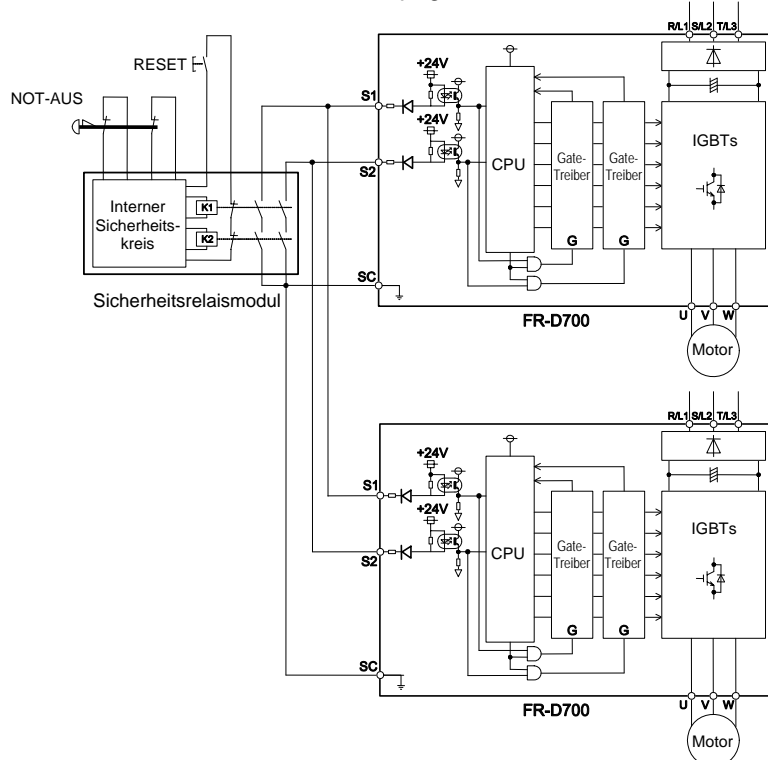 R/L1 S/L2 T/L3
RESET
+24V
NOT-AUS
S1
+24V
S2
CPU
Gate-
Treiber
Gate-
Treiber
IGBTs
Interner
Sicherheits-
kreis
K1
K2
G
G
SC
Sicherheitsrelaismodul
FR-D700
U V W
Motor
R/L1 S/L2 T/L3
+24V
S1
+24V
S2
CPU
Gate-
Treiber
Gate-
Treiber
IGBTs
G
G
SC
FR-D700
U V W
Motor